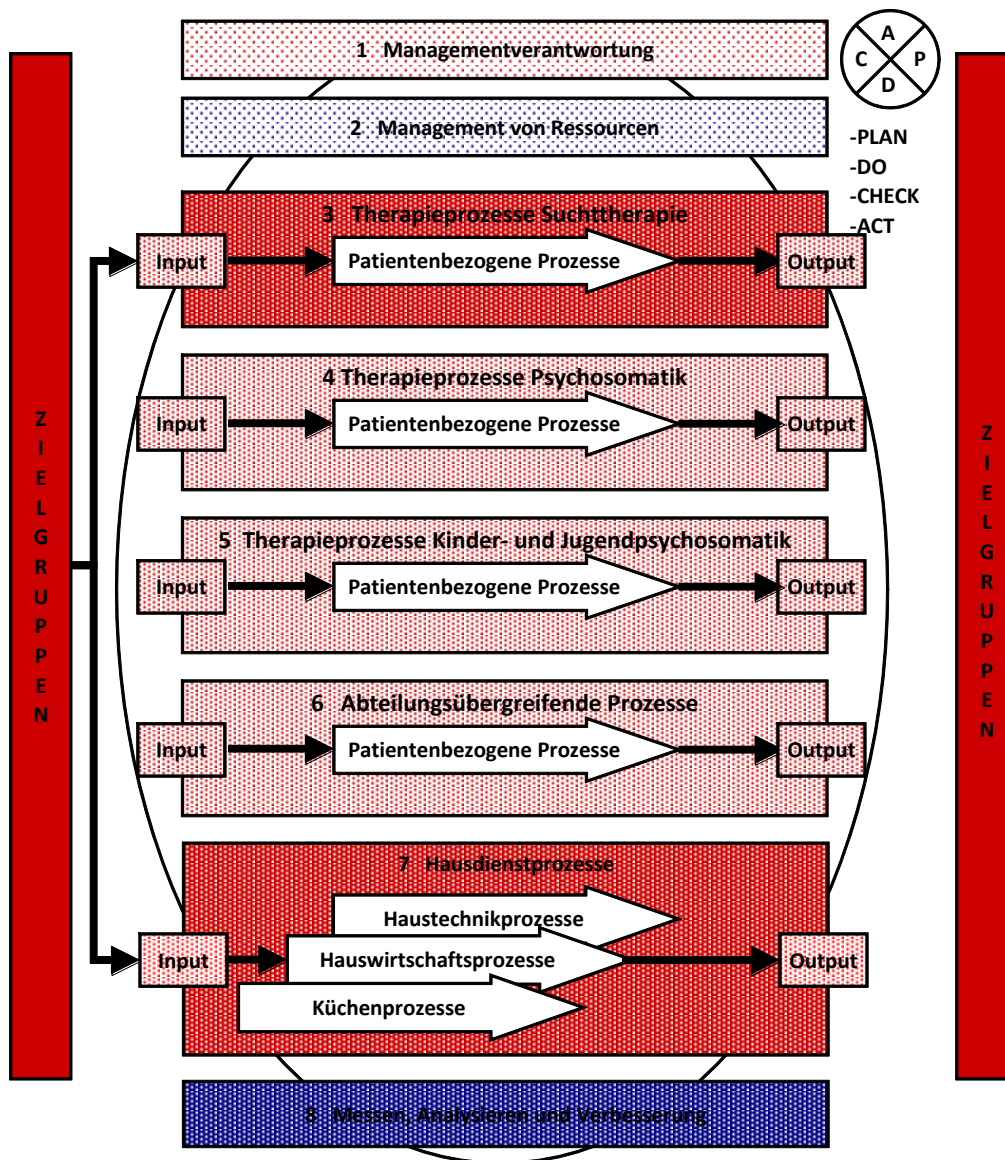 1 Managementverantwortung
A
C P
D
2 Management von Ressourcen
-PLAN
-DO
-CHECK
-ACT
3 Therapieprozesse Suchttherapie
Input
Patientenbezogene Prozesse
Output
4 Therapieprozesse Psychosomatik
Input
Patientenbezogene Prozesse
Output
5 Therapieprozesse Kinder- und Jugendpsychosomatik
Input
Patientenbezogene Prozesse
Output
6 Abteilungsübergreifende Prozesse
Input
Patientenbezogene Prozesse
Output
7 Hausdienstprozesse
Haustechnikprozesse
Input
Hauswirtschaftsprozesse
Output
Küchenprozesse
8 Messen, Analysieren und Verbesserung
ZIELGRUPPEN
ZIELGRUPPEN